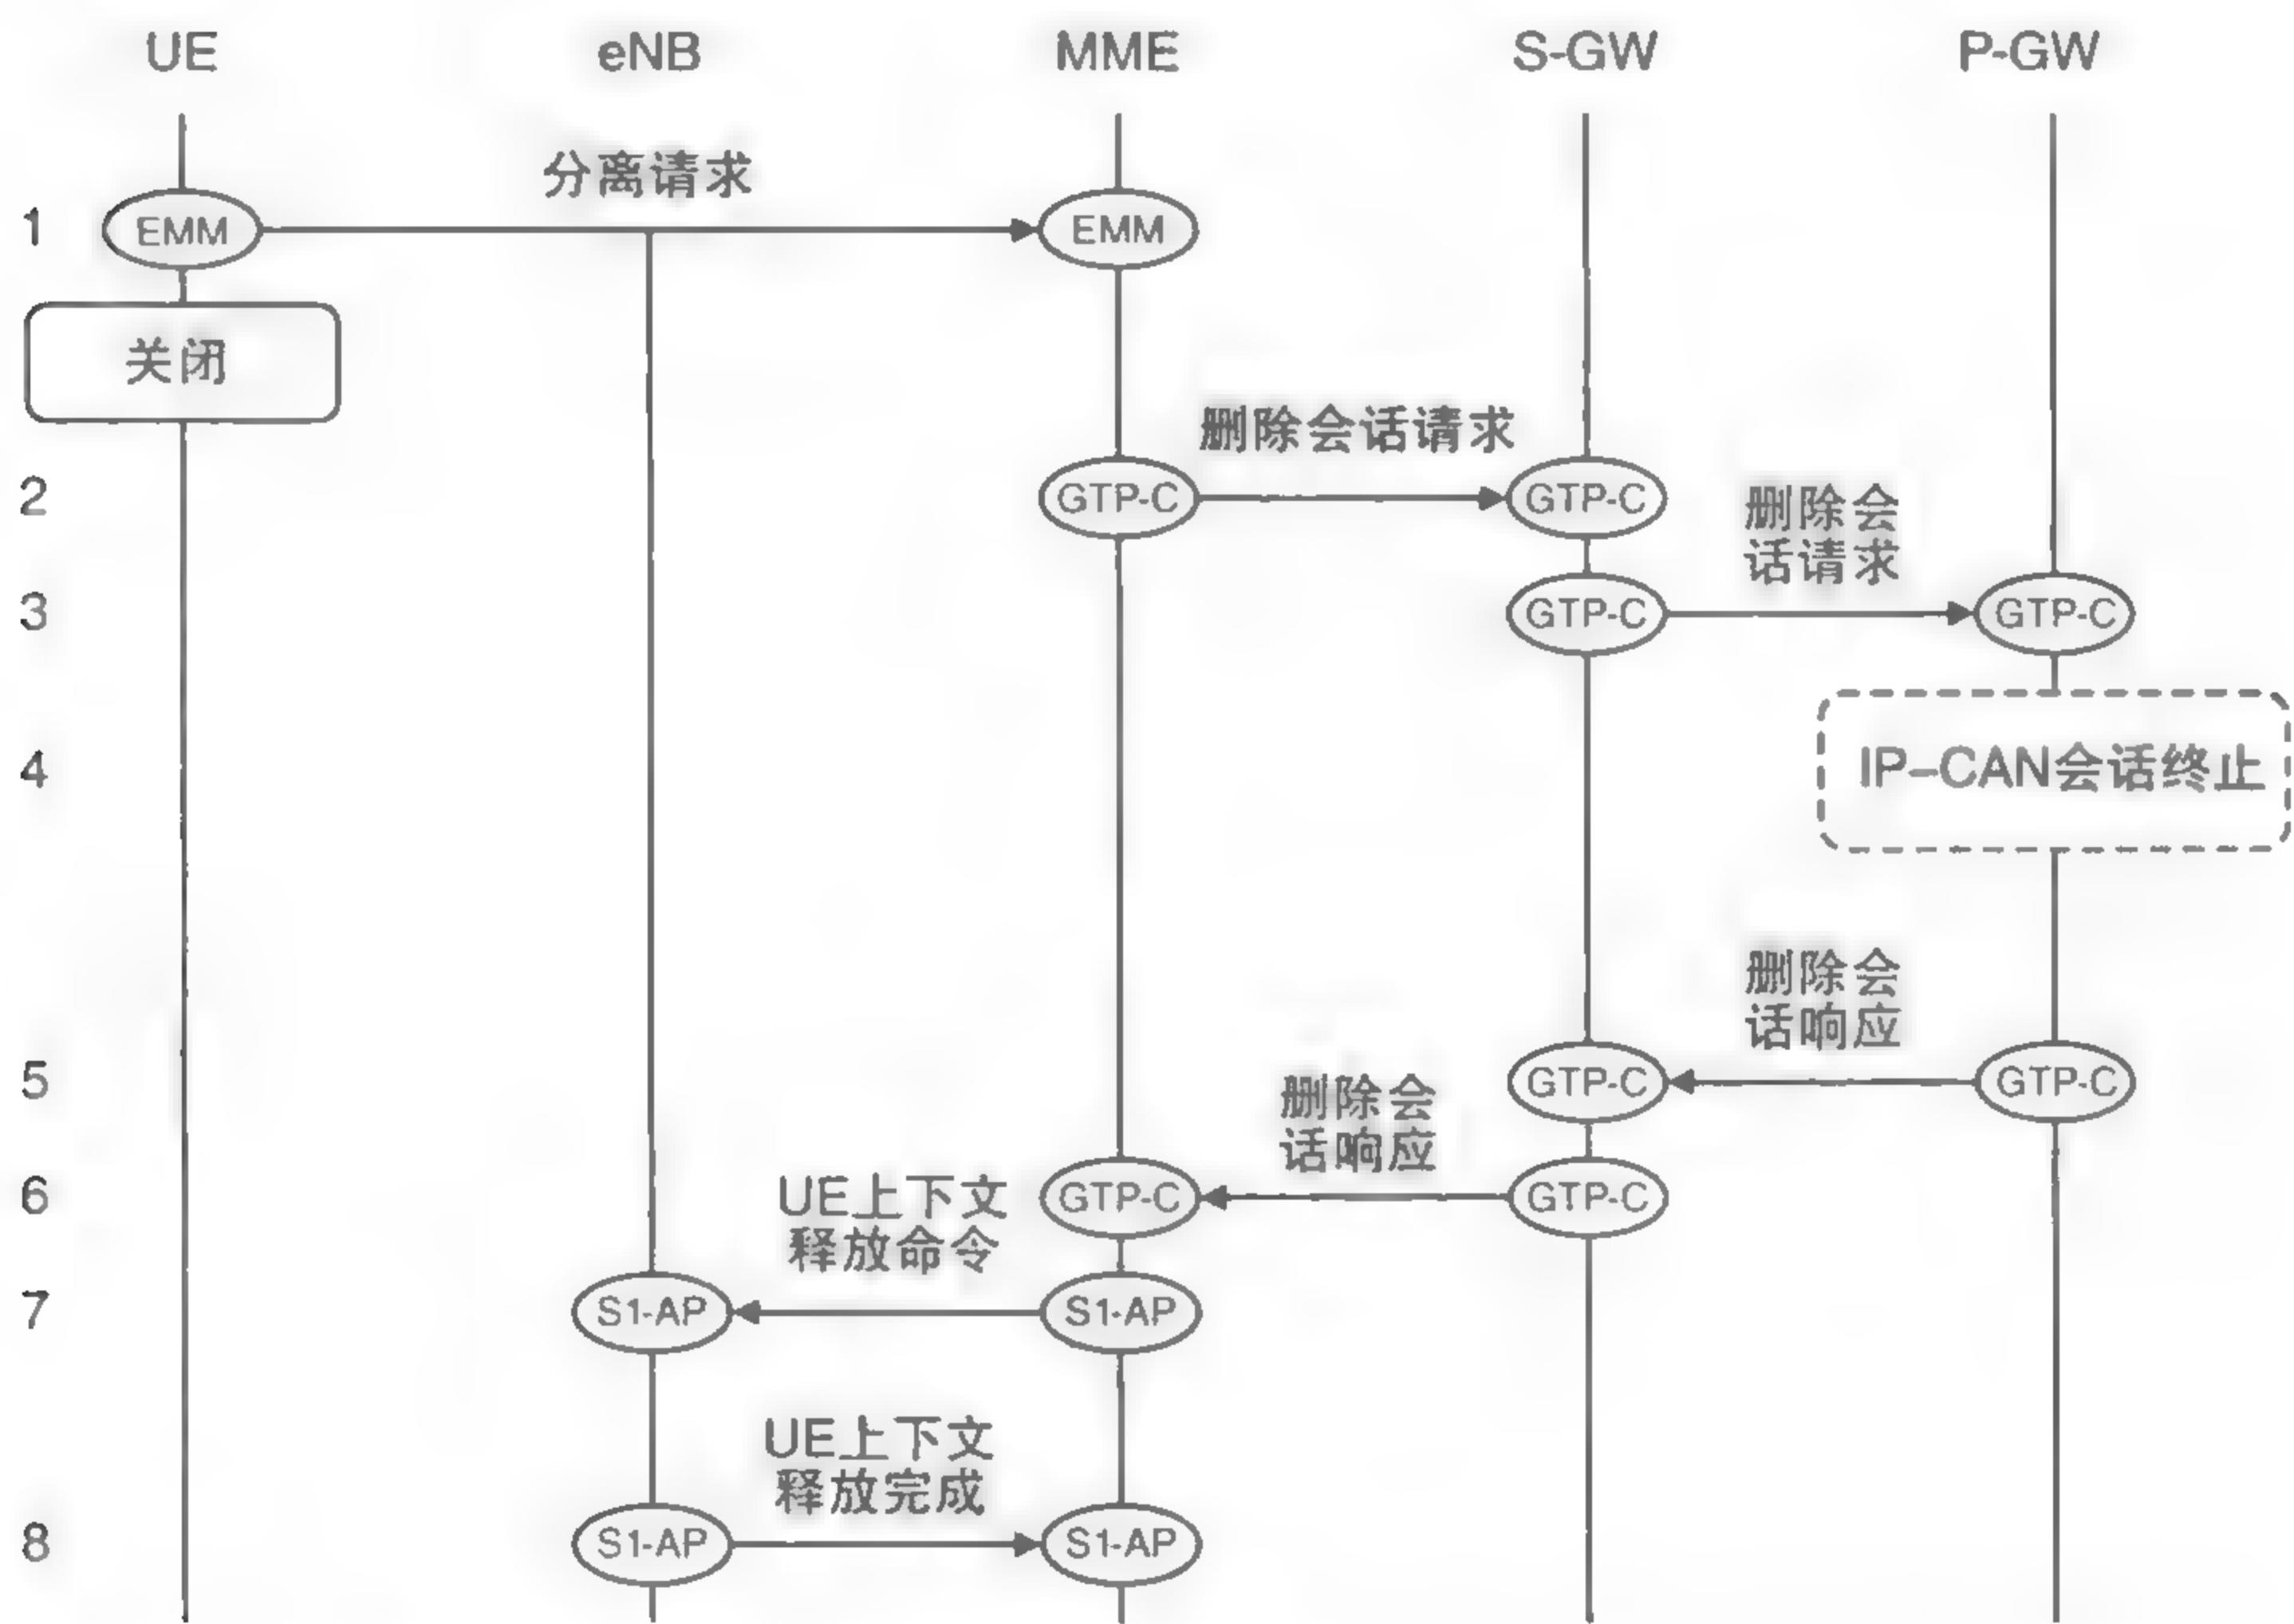 UE eNB MME S-GW P-GW
分离请求
1 EMM EMM
关闭
删除会话请求
2 GTP-C GTP-C
删除会
话请求
3 GTP-C GTP-C
4 IP-CAN会话终止
删除会
话响应
5 GTP-C GTP-C
删除会
话响应
6 GTP-C GTP-C
UE上下文
释放命令
7 S1-AP S1-AP
UE上下文
释放完成
8 S1-AP S1-AP